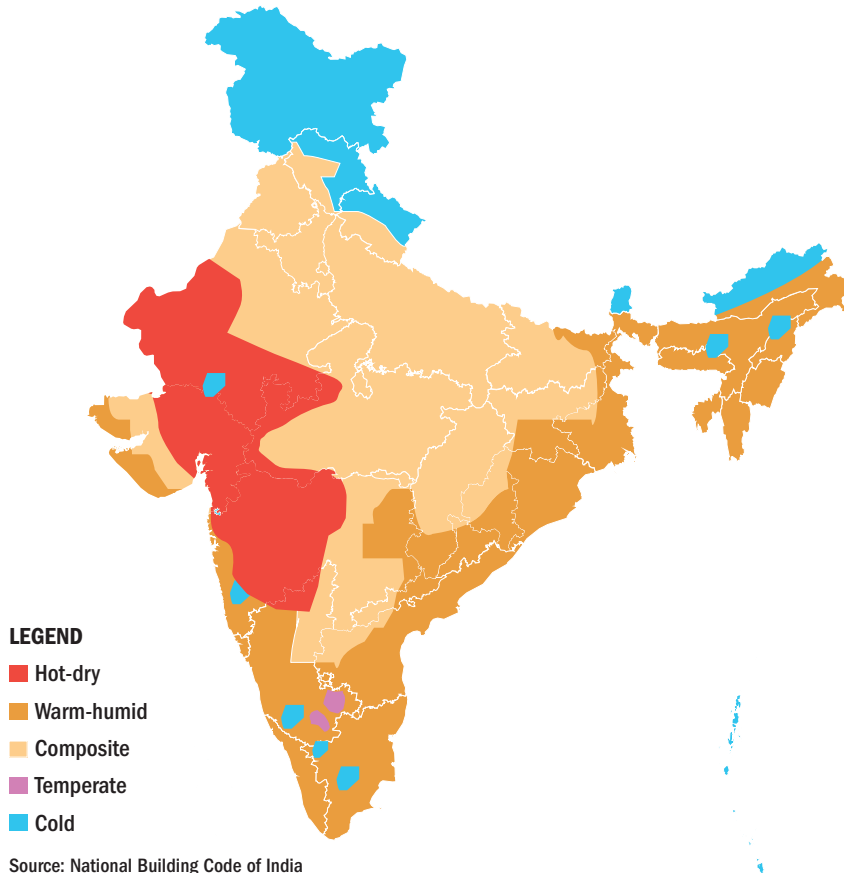 LEGEND
Hot-dry
Warm-humid
Composite
Temperate
Cold
Source: National Building Code of India